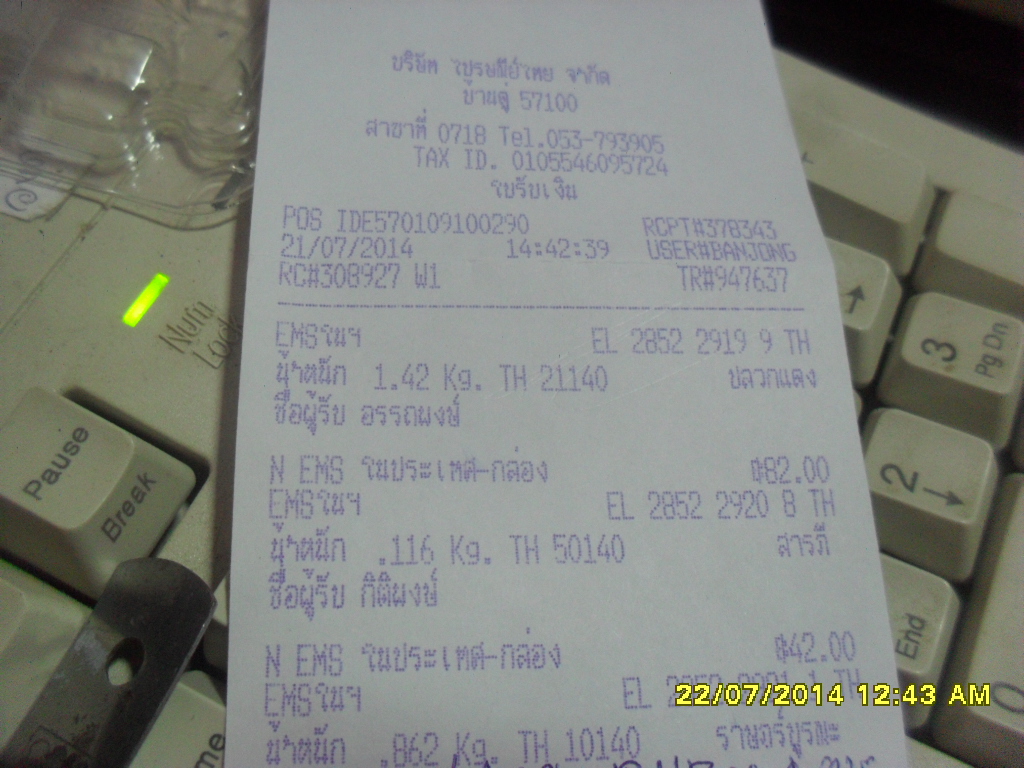 บริษัท ไปรษณีย์ไทย จำกัด
บ้านดู่ 57100
สาขาที่ 0718 Tel.053-793905
TAX ID. 0105546095724
ใบรับเงิน
POS IDE570109100290 RCPT#378343
21/07/2014 14:42:39 USER#BANJONG
RC#308927 W1 TR#947637
EMSในฯ EL 2852 2919 9 TH
น้ำหนัก 1.42 Kg. TH 21140 ปลวกแดง
ชื่อผู้รับ อรรถพงษ์
N EMS ในประเทศ-กล่อง ฿82.00
EMSในฯ EL 2852 2920 8 TH
น้ำหนัก .116 Kg. TH 50140 สารภี
ชื่อผู้รับ กิติพงษ์
N EMS ในประเทศ-กล่อง ฿42.00
EMSในฯ EL TH
น้ำหนัก .862 Kg. TH 10140 ราษฎร์บูรณะ
22/07/2014 12:43 AM
Num
Lock
Pause
Break
3
Pg Dn
2
End
0